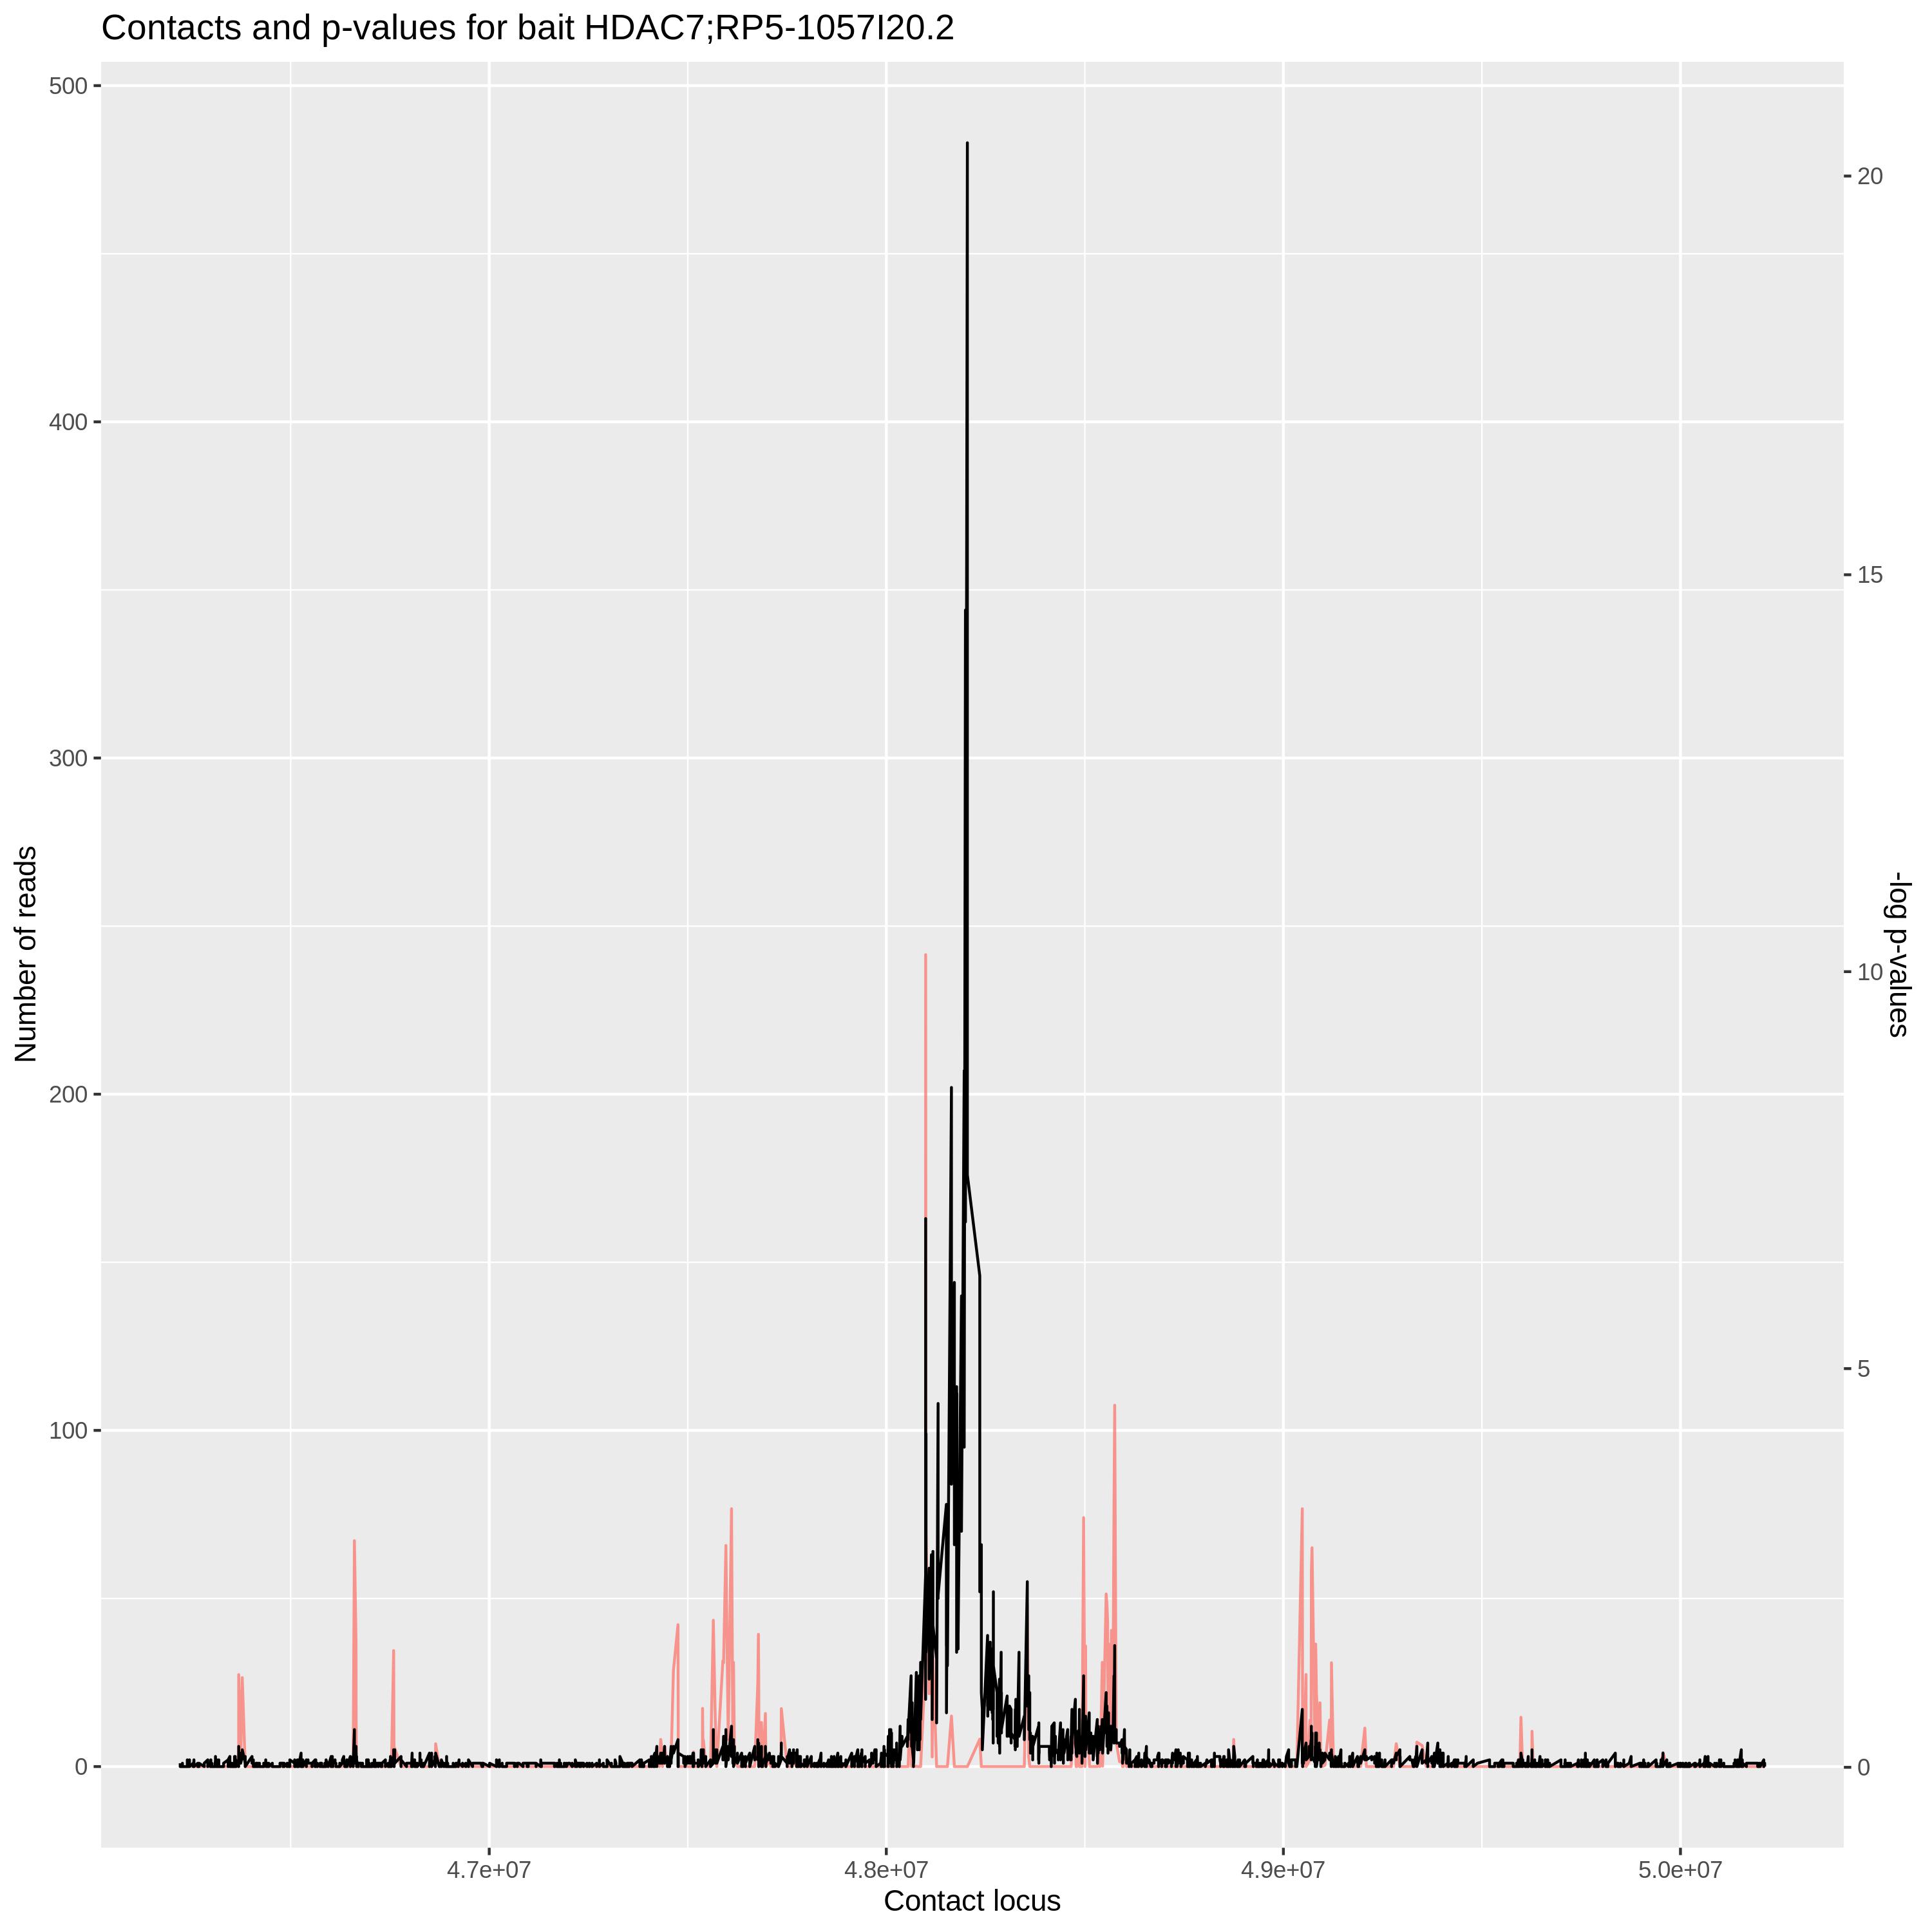 Contacts and p-values for bait HDAC7;RP5-1057I20.2
500
400
300
200
100
0
Number of reads
20
15
10
5
0
-log p-values
4.7e+07
4.8e+07
4.9e+07
5.0e+07
Contact locus